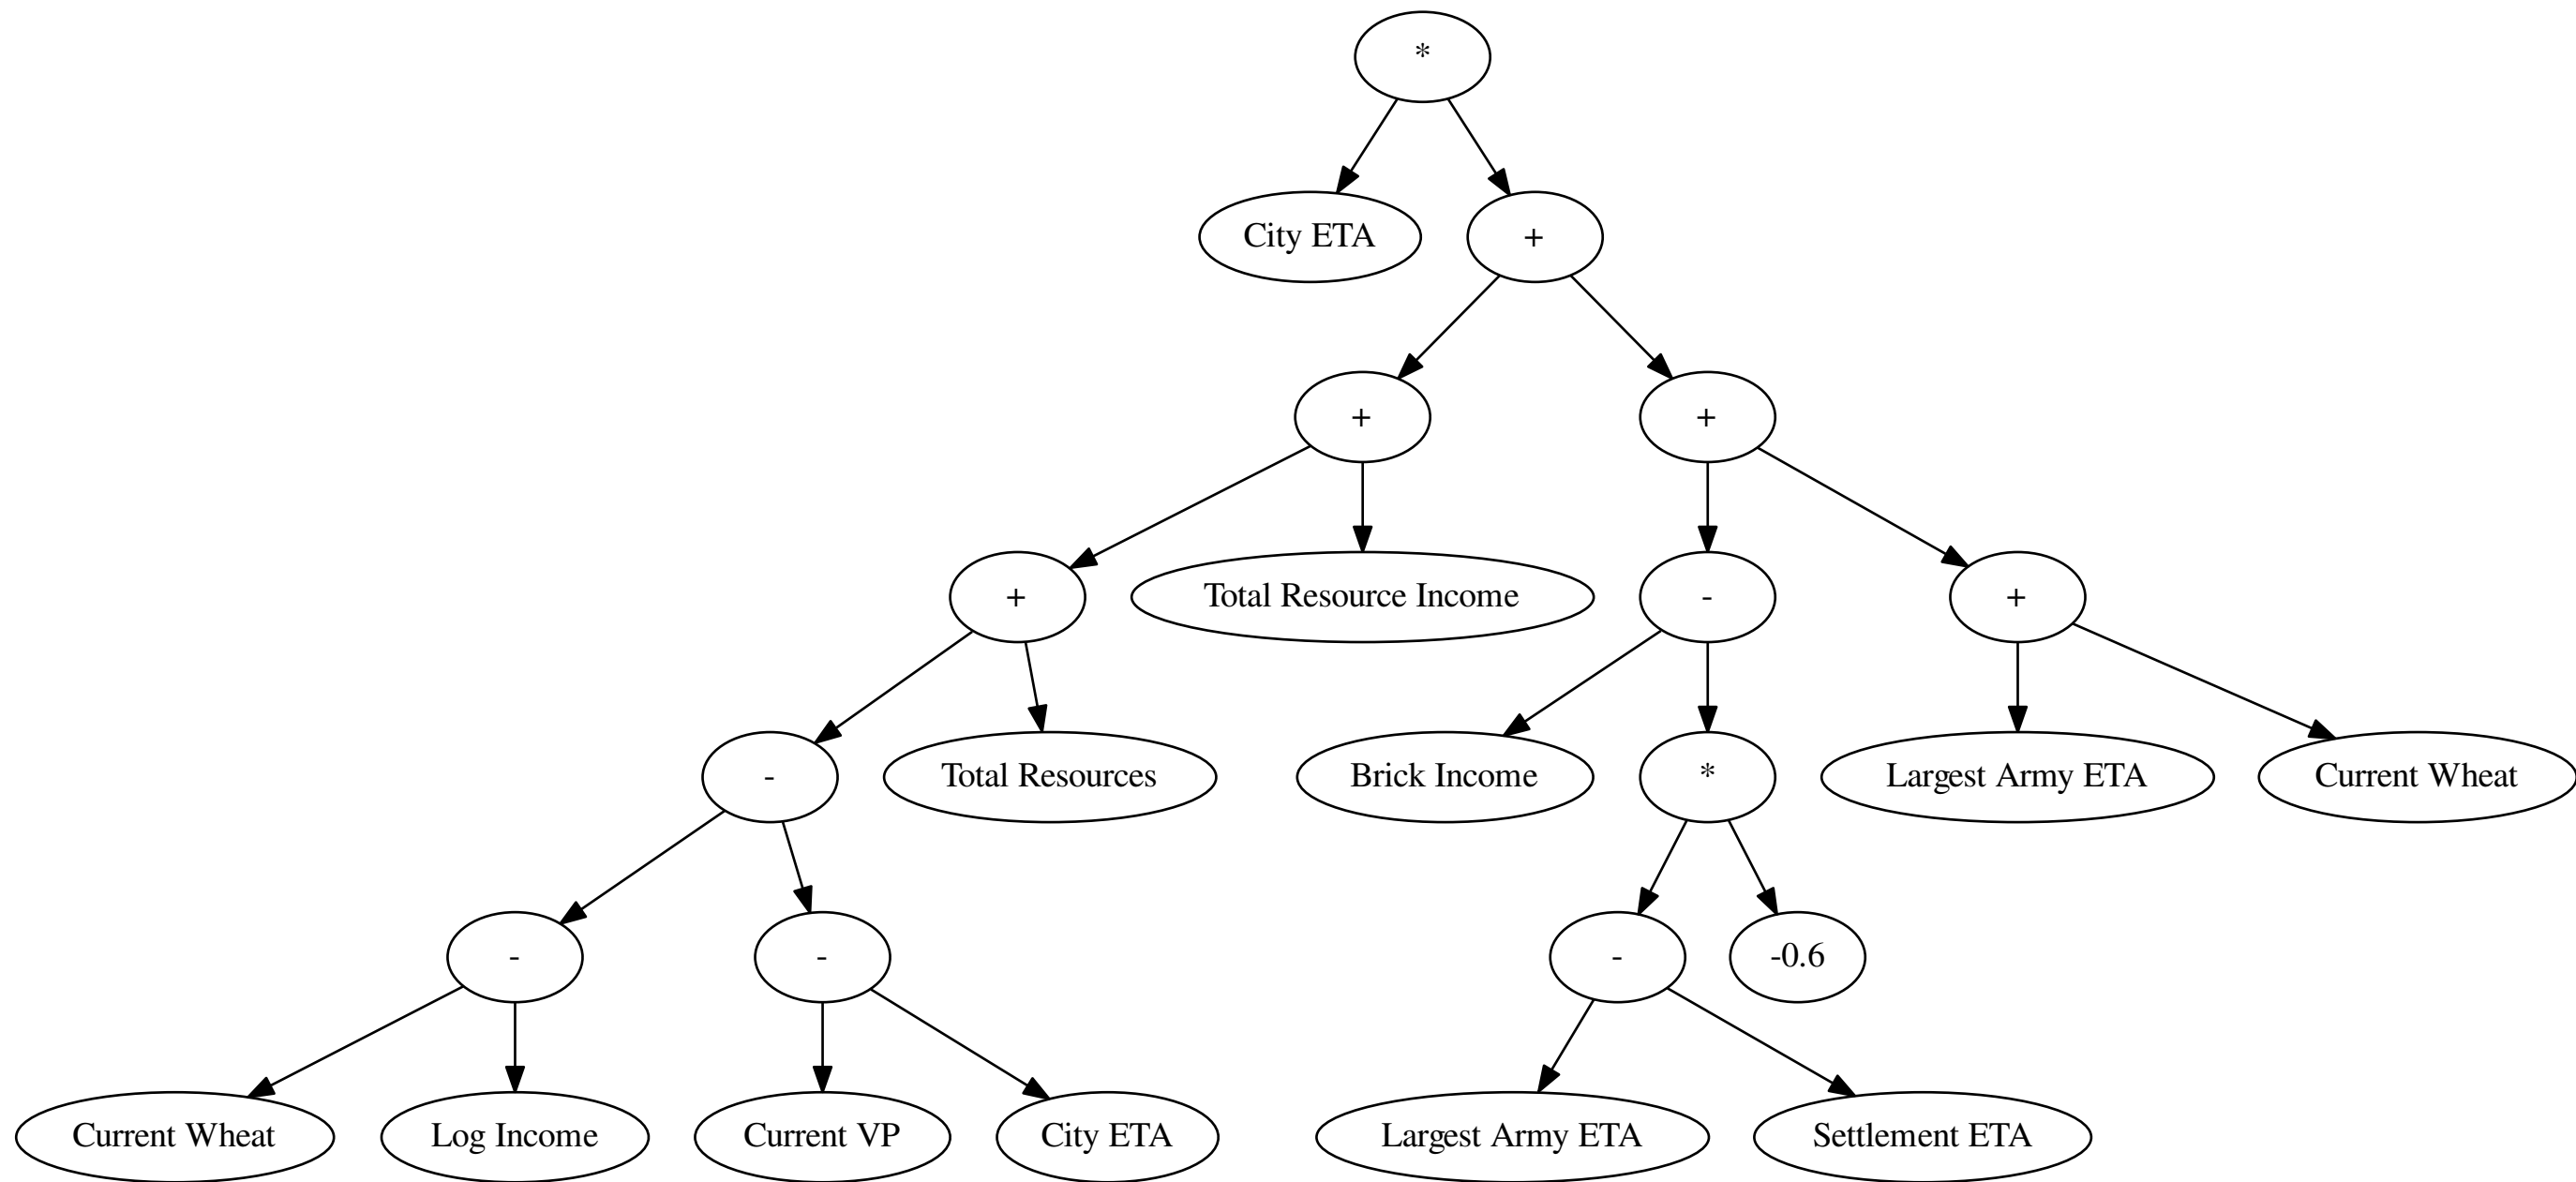 *
City ETA
+
+
+
+
Total Resource Income
-
+
-
Total Resources
Brick Income
*
Largest Army ETA
Current Wheat
-
-
-
-0.6
Current Wheat
Log Income
Current VP
City ETA
Largest Army ETA
Settlement ETA